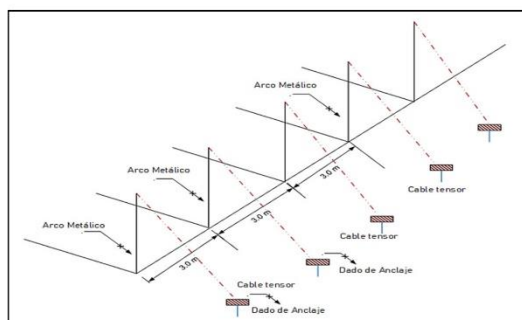 Arco Metálico
Arco Metálico
Arco Metálico
Arco Metálico
3.0 m
3.0 m
3.0 m
Cable tensor
Cable tensor
Dado de Anclaje
Cable tensor
Dado de Anclaje